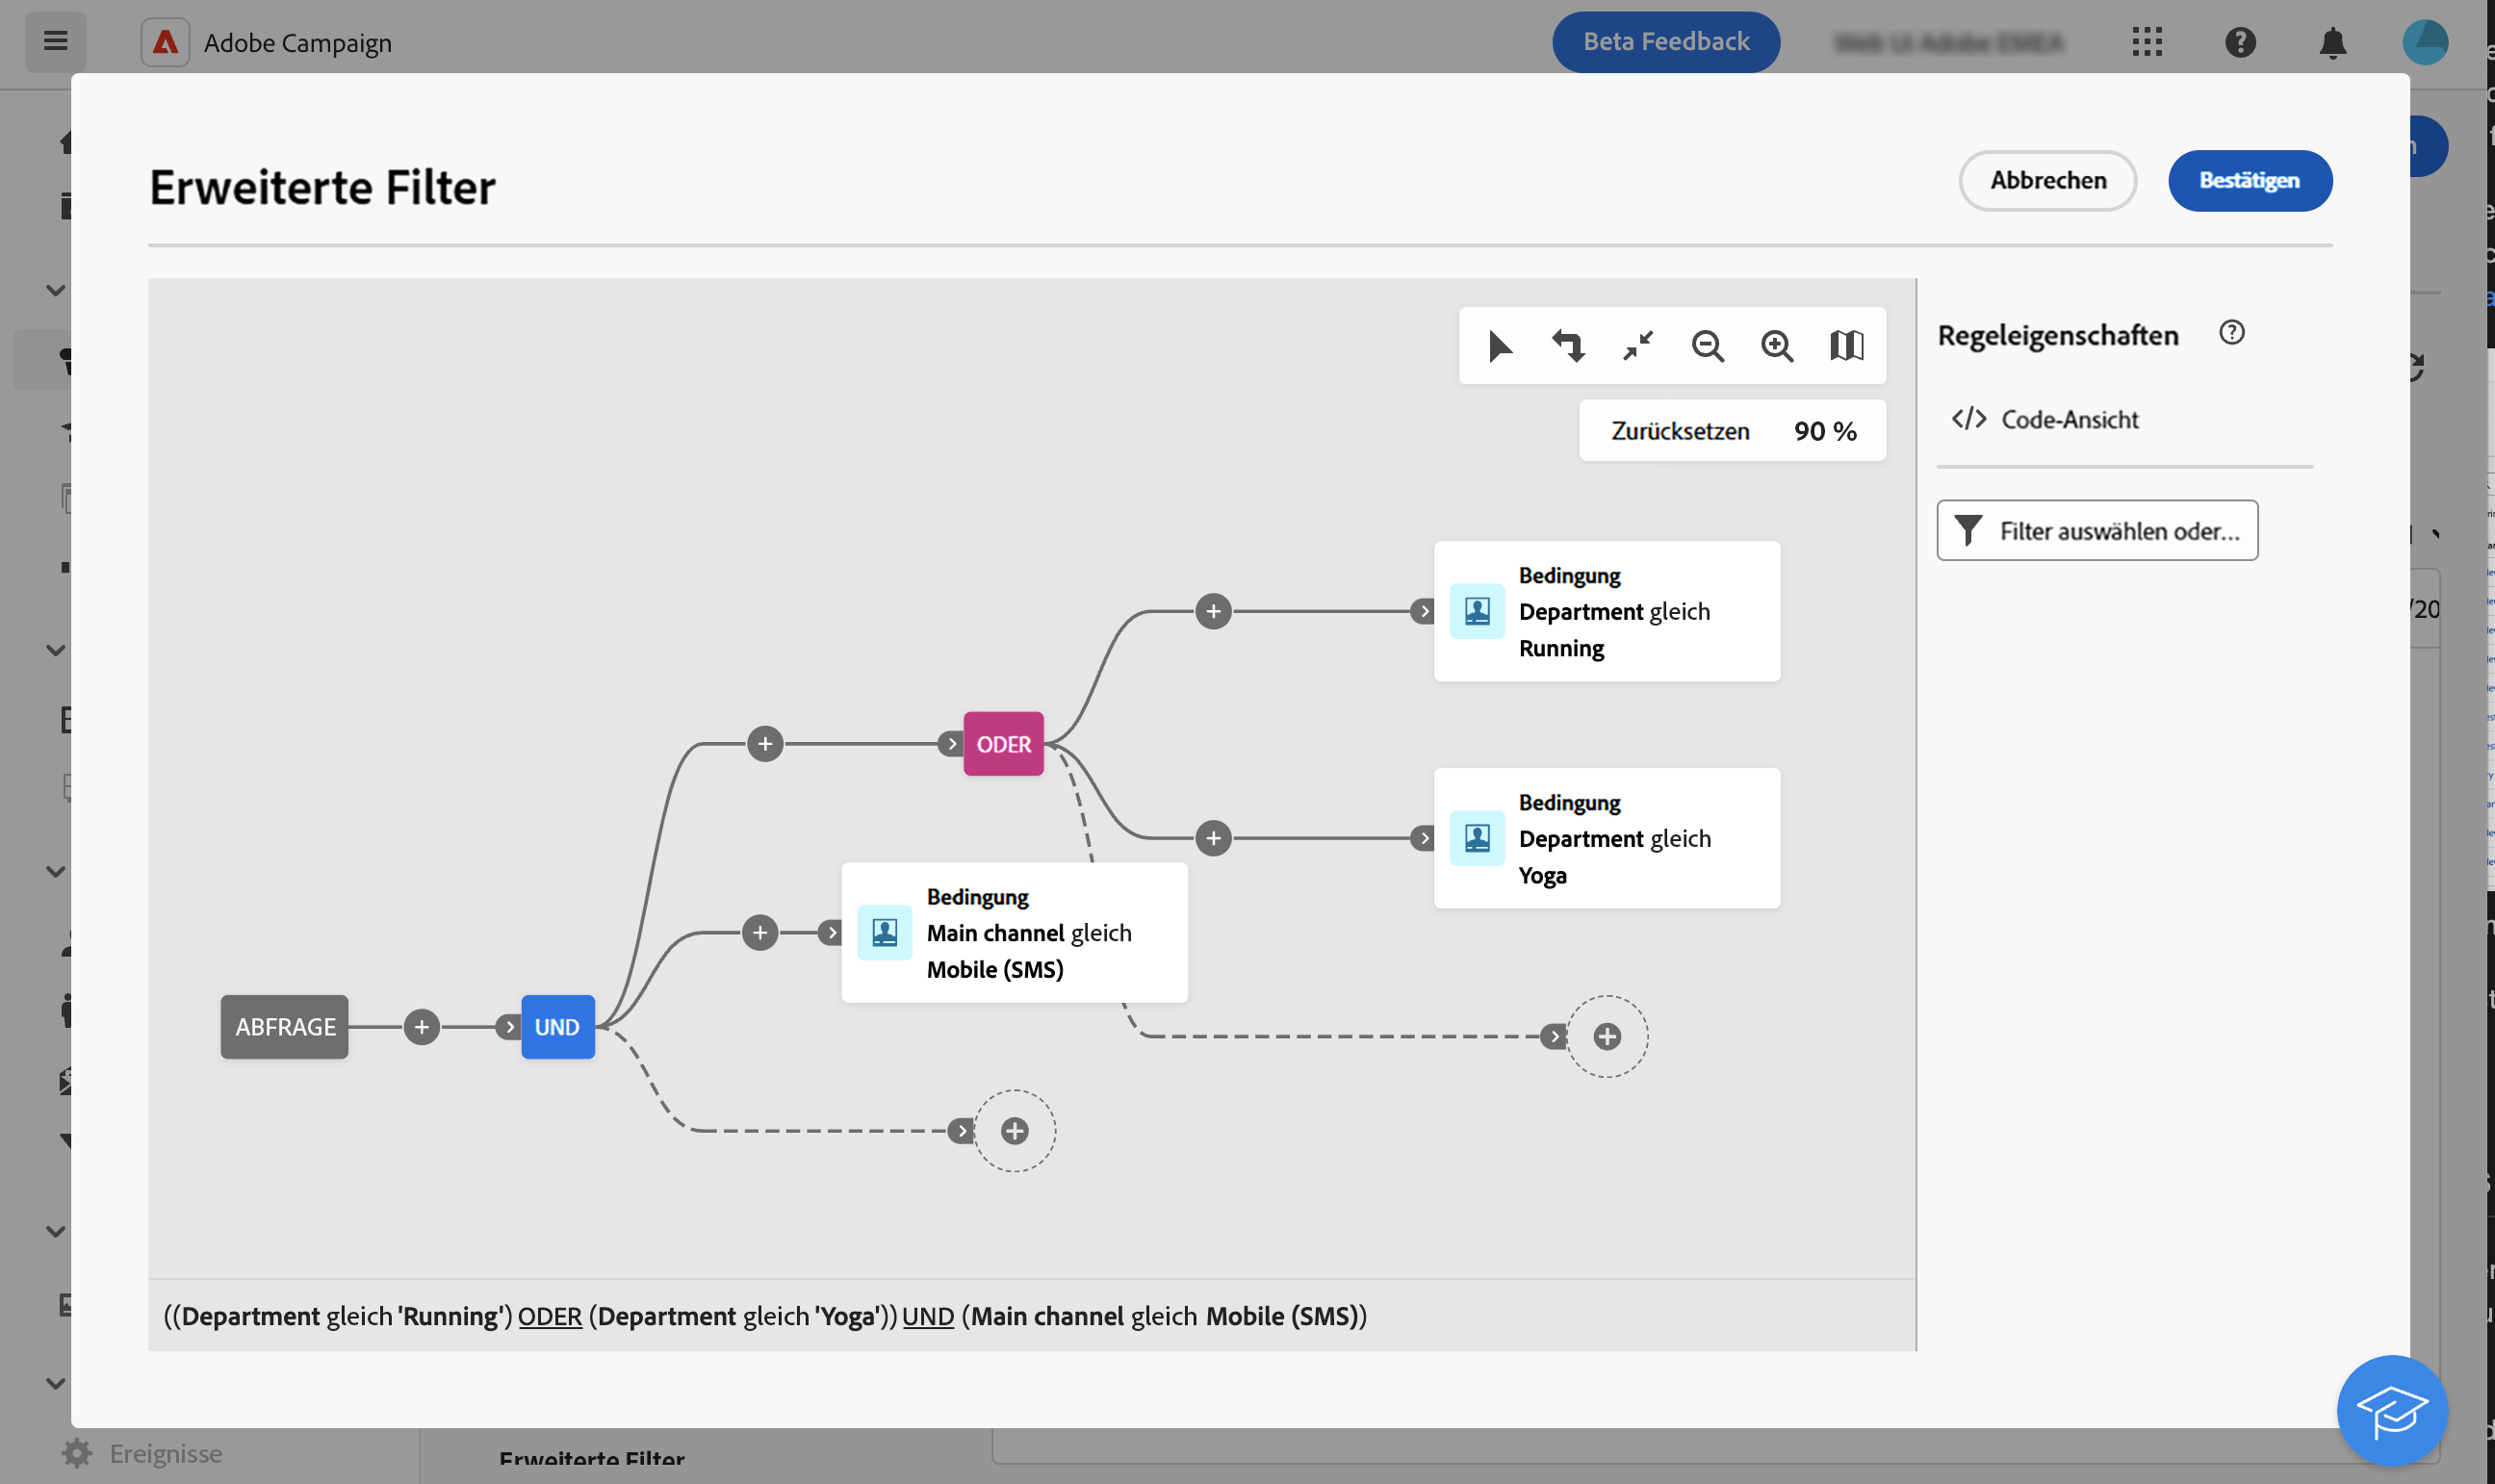 Adobe Campaign
Beta Feedback
Erweiterte Filter
Abbrechen
Bestätigen
Zurücksetzen 90 %
Regeleigenschaften
</> Code-Ansicht
Filter auswählen oder...
Bedingung
Department gleich
Running
ODER
Bedingung
Department gleich
Yoga
Bedingung
Main channel gleich
Mobile (SMS)
ABFRAGE
UND
((Department gleich 'Running') ODER (Department gleich 'Yoga')) UND (Main channel gleich Mobile (SMS))
/20
Ereignisse
Erweiterte Filter